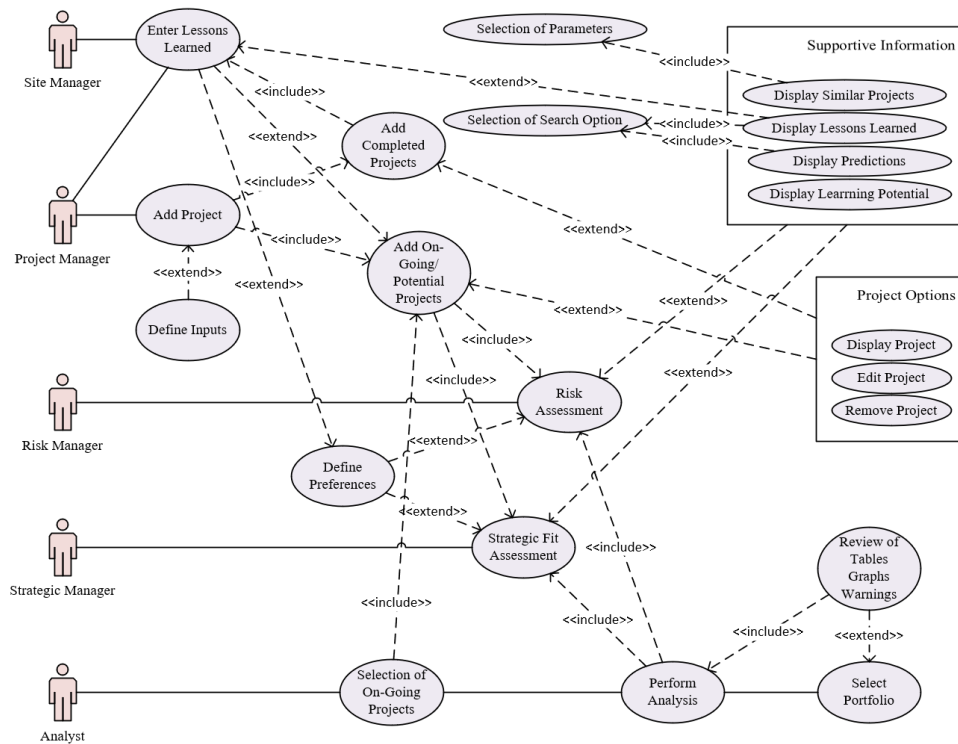 Enter Lessons
Learned
Selection of Parameters
Supportive Information
Site Manager
<<include>>
<<extend>>
<<include>>
Display Similar Projects
Selection of Search Option
<<include>>
Display Lessons Learned
<<extend>>
Add
Completed
Projects
<<include>>
Display Predictions
<<include>>
Display Learrning Potential
Add Project
Project Manager
<<include>>
<<extend>>
Add On-
Going/
Potential
Projects
<<extend>>
<<extend>>
<<extend>>
Project Options
<<extend>>
Define Inputs
<<include>>
Display Project
<<include>>
<<extend>>
Edit Project
Risk
Assessment
Remove Project
Risk Manager
<<extend>>
Define
Preferences
<<extend>>
Strategic Fit
Assessment
Review of
Tables
Graphs
Warnings
<<include>>
Strategic Manager
<<include>>
<<include>>
<<include>>
<<extend>>
Selection of
On-Going
Projects
Perform
Analysis
Select
Portfolio
Analyst